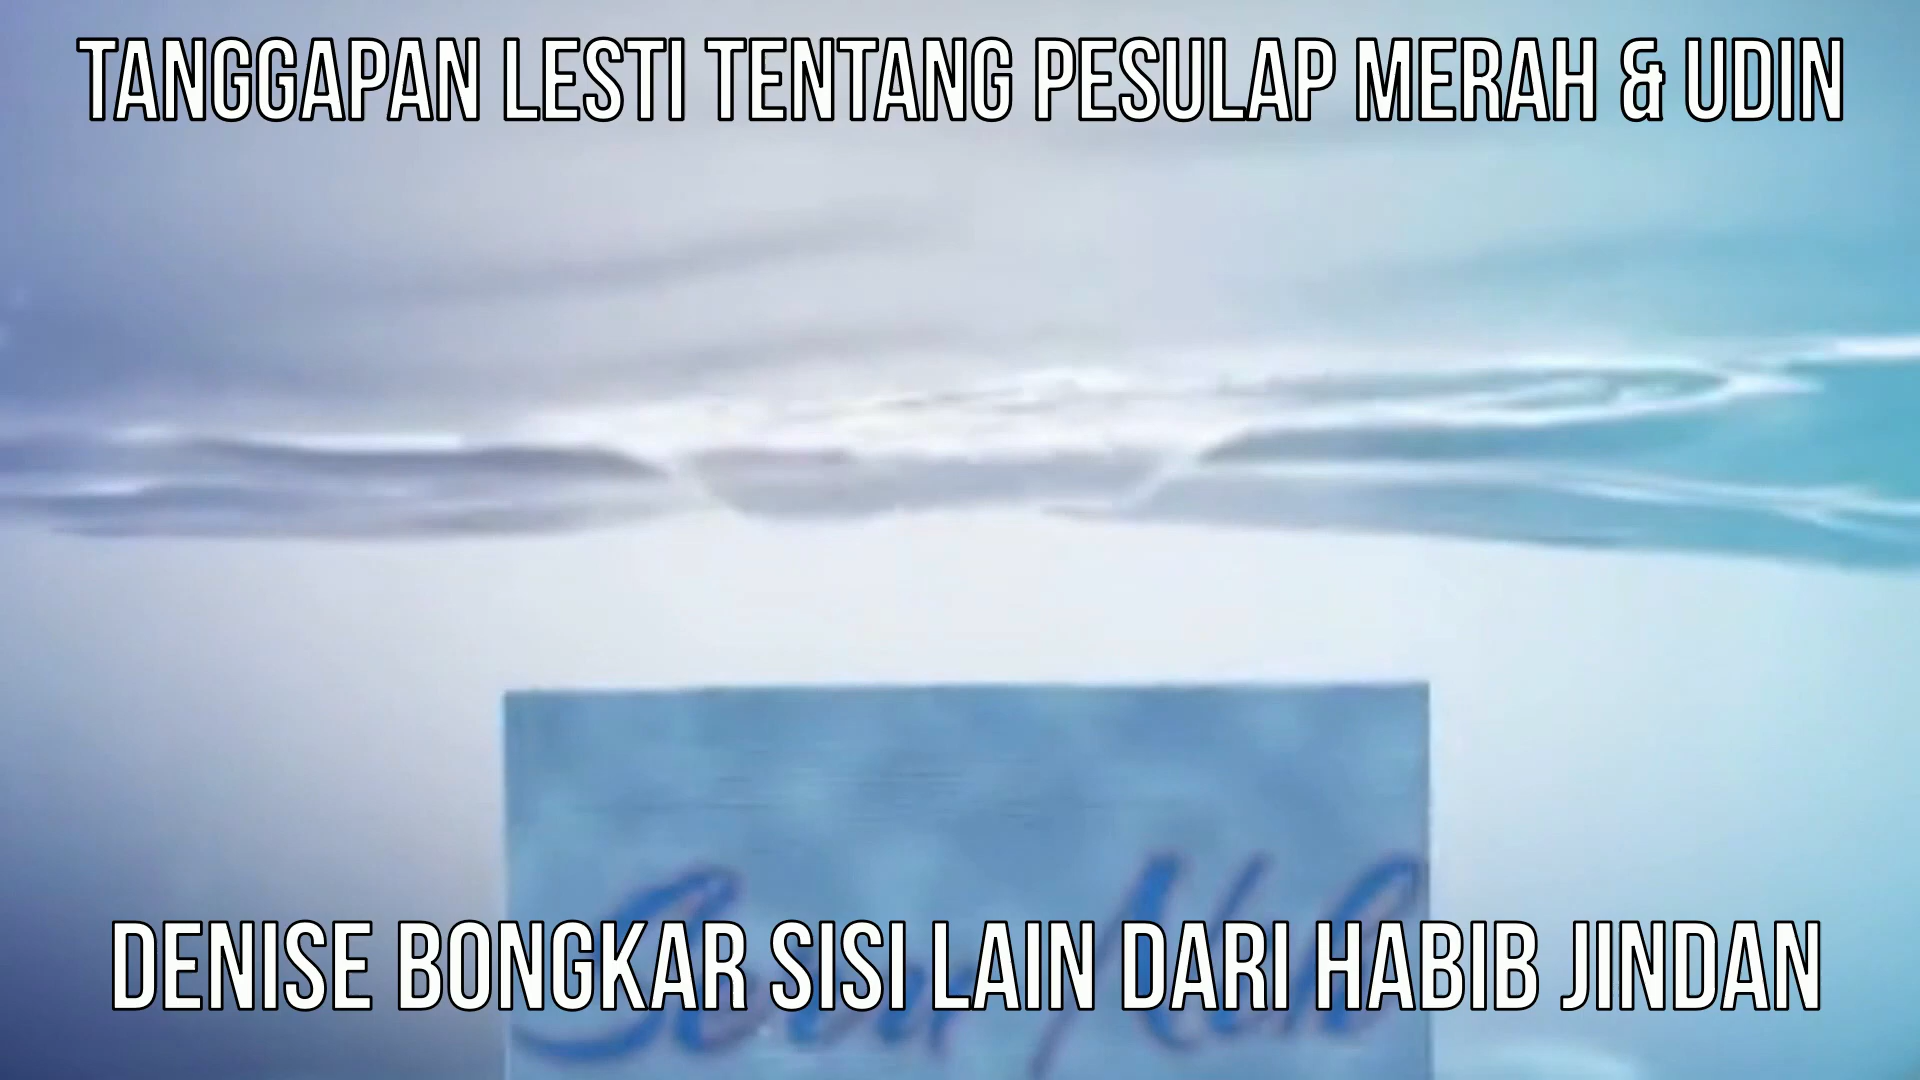 TANGGAPAN LESTI TENTANG PESULAP MERAH & UDIN
DENISE BONGKAR SISI LAIN DARI HABIB JINDAN